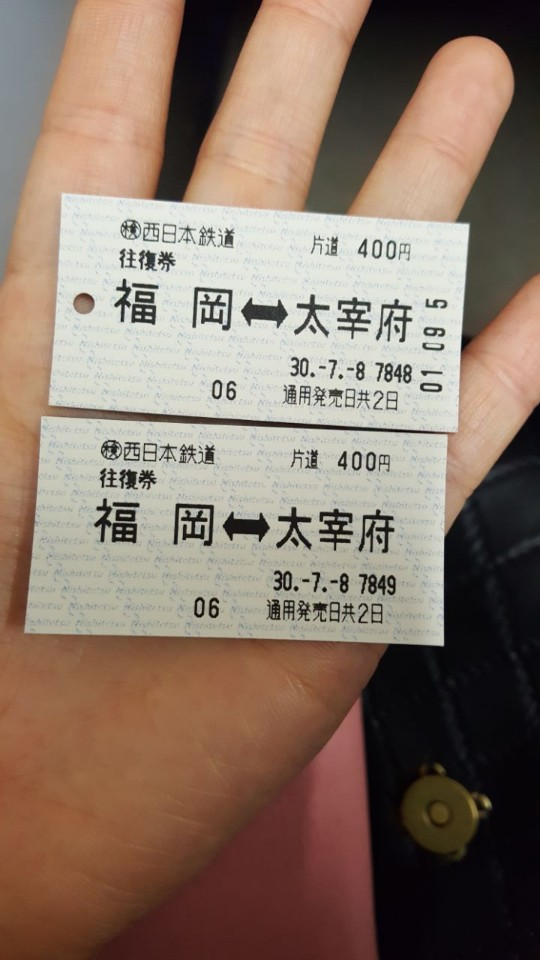 ㋱西日本鉄道 片道 400円
往復券
福岡⬌太宰府
30.-7.-8 7848
06 通用発売日共2日
01 09 5
西日本鉄道 片道 400円
往復券
福岡⬌太宰府
30.-7.-8 7849
06 通用発売日共2日